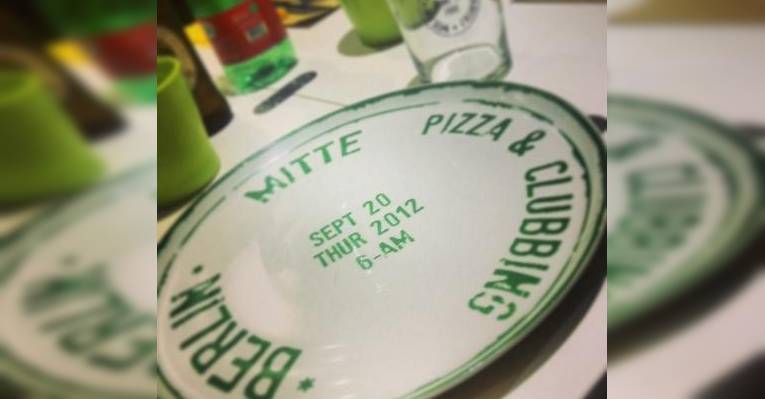 MITTE
PIZZA & CLUBBING
SEPT 20
THUR 2012
6-AM
*BERLIN.